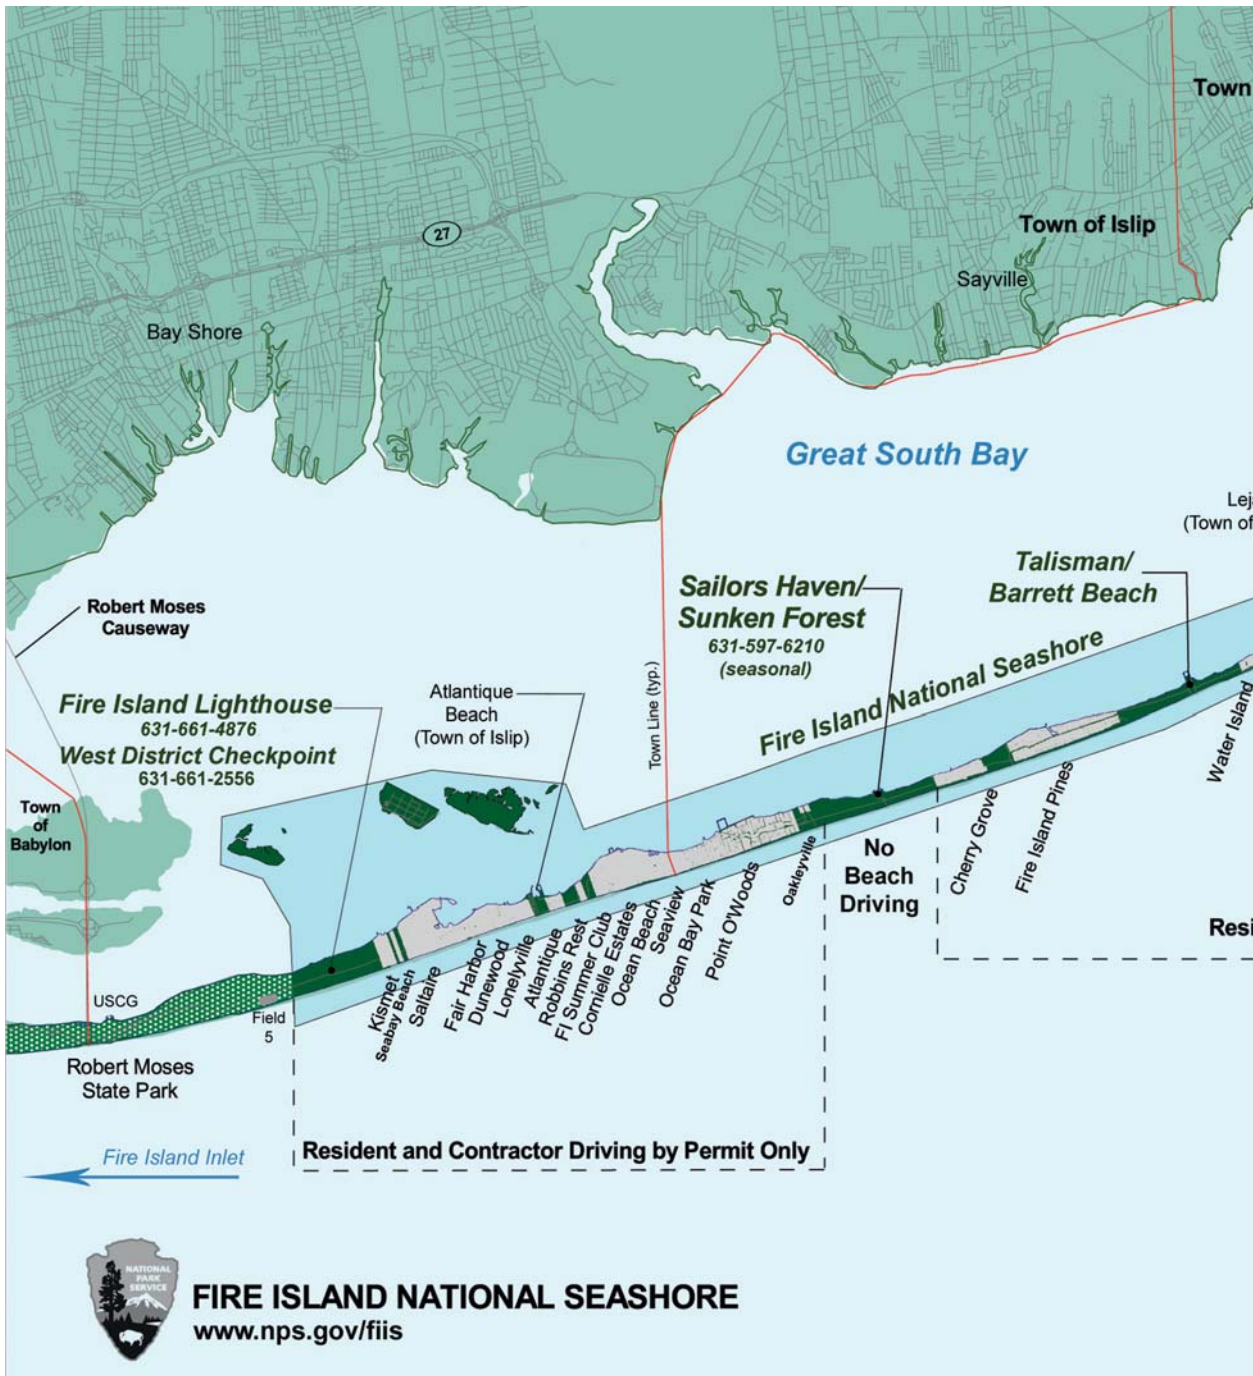 Town
Town of Islip
27
Sayville
Bay Shore
Great South Bay
Lej
(Town of
Talisman/
Barrett Beach
Sailors Haven/
Sunken Forest
631-597-6210
(seasonal)
Robert Moses
Causeway
Fire Island National Seashore
Town Line (typ.)
Atlantique
Beach
(Town of Islip)
Fire Island Lighthouse
631-661-4876
West District Checkpoint
631-661-2556
Town
of
Babylon
Water Island
Fire Island Pines
Cherry Grove
No
Beach
Driving
Oakleyville
Point O'Woods
Ocean Bay Park
Seaview
Ocean Beach
Cornielle Estates
FI Summer Club
Robbins Rest
Atlantique
Lonelyville
Dunewood
Fair Harbor
Saltaire
Seabay Beach
Kismet
Resi
USCG
Field
5
Robert Moses
State Park
Resident and Contractor Driving by Permit Only
Fire Island Inlet
NATIONAL
PARK
SERVICE
FIRE ISLAND NATIONAL SEASHORE
www.nps.gov/fiis